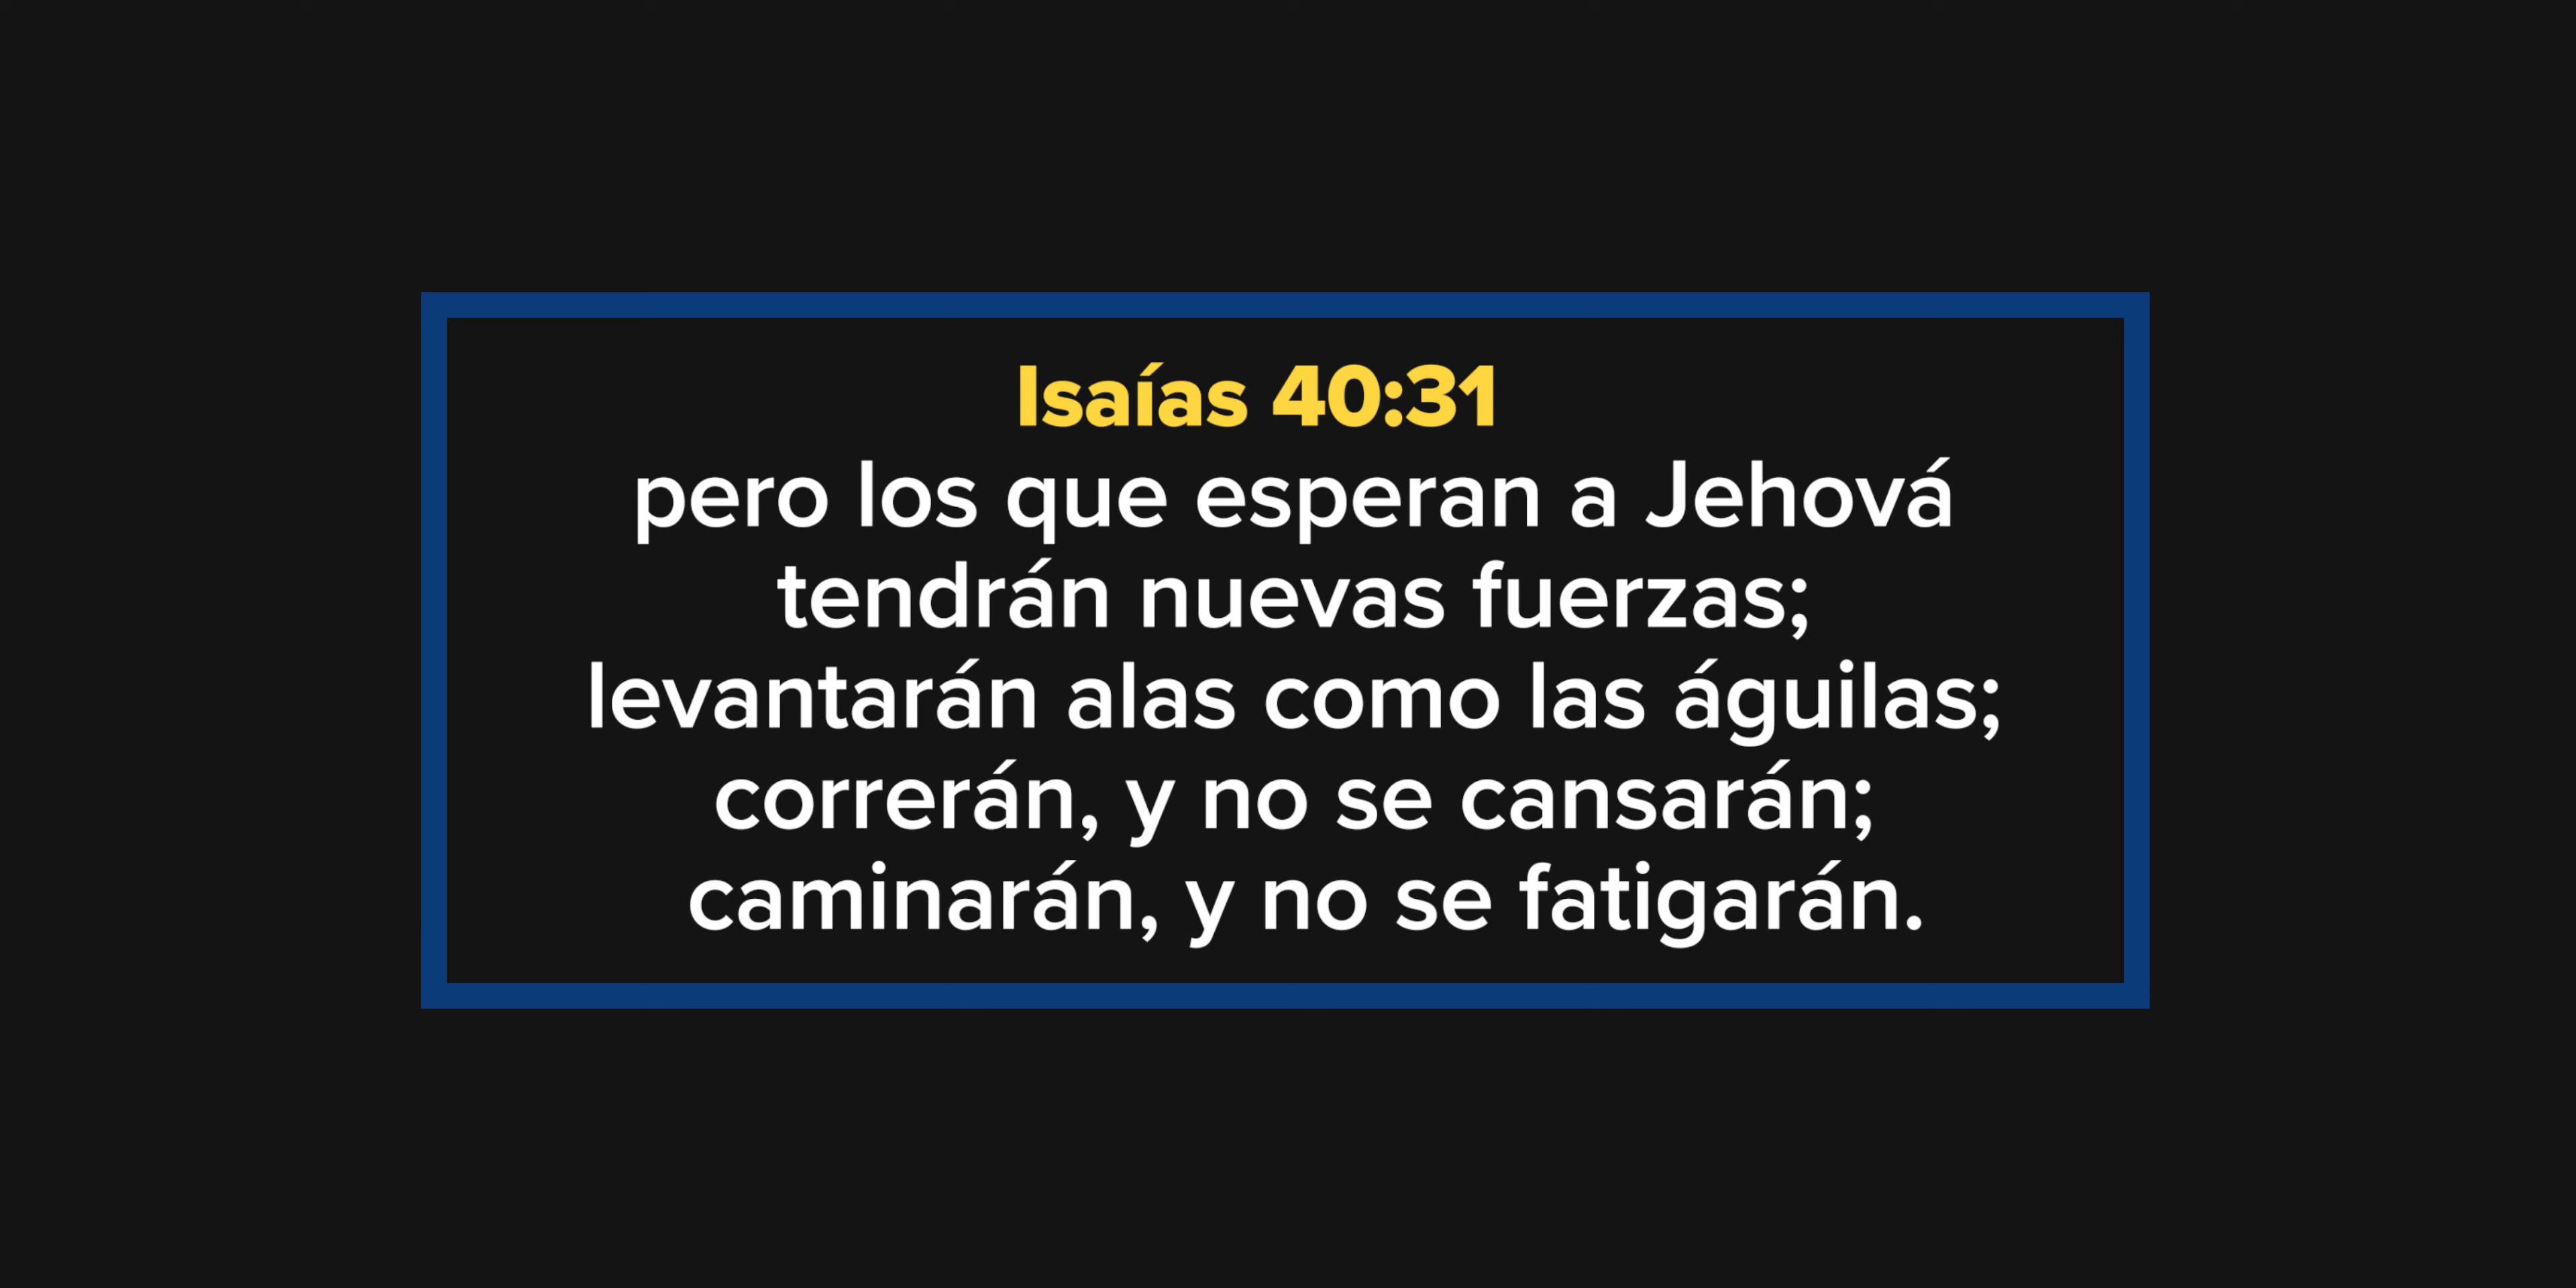 Isaías 40:31
pero los que esperan a Jehová
tendrán nuevas fuerzas;
levantarán alas como las águilas;
correrán, y no se cansarán;
caminarán, y no se fatigarán.